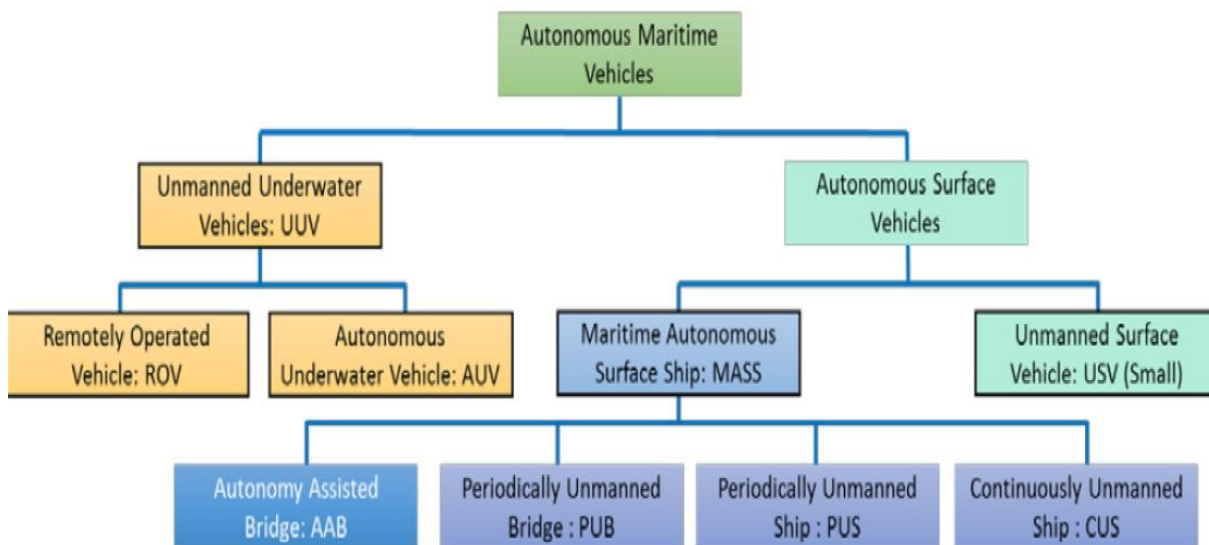 Autonomous Maritime
Vehicles
Unmanned Underwater
Vehicles: UUV
Autonomous Surface
Vehicles
Remotely Operated
Vehicle: ROV
Autonomous
Underwater Vehicle: AUV
Maritime Autonomous
Surface Ship: MASS
Unmanned Surface
Vehicle: USV (Small)
Autonomy Assisted
Bridge: AAB
Periodically Unmanned
Bridge : PUB
Periodically Unmanned
Ship : PUS
Continuously Unmanned
Ship : CUS